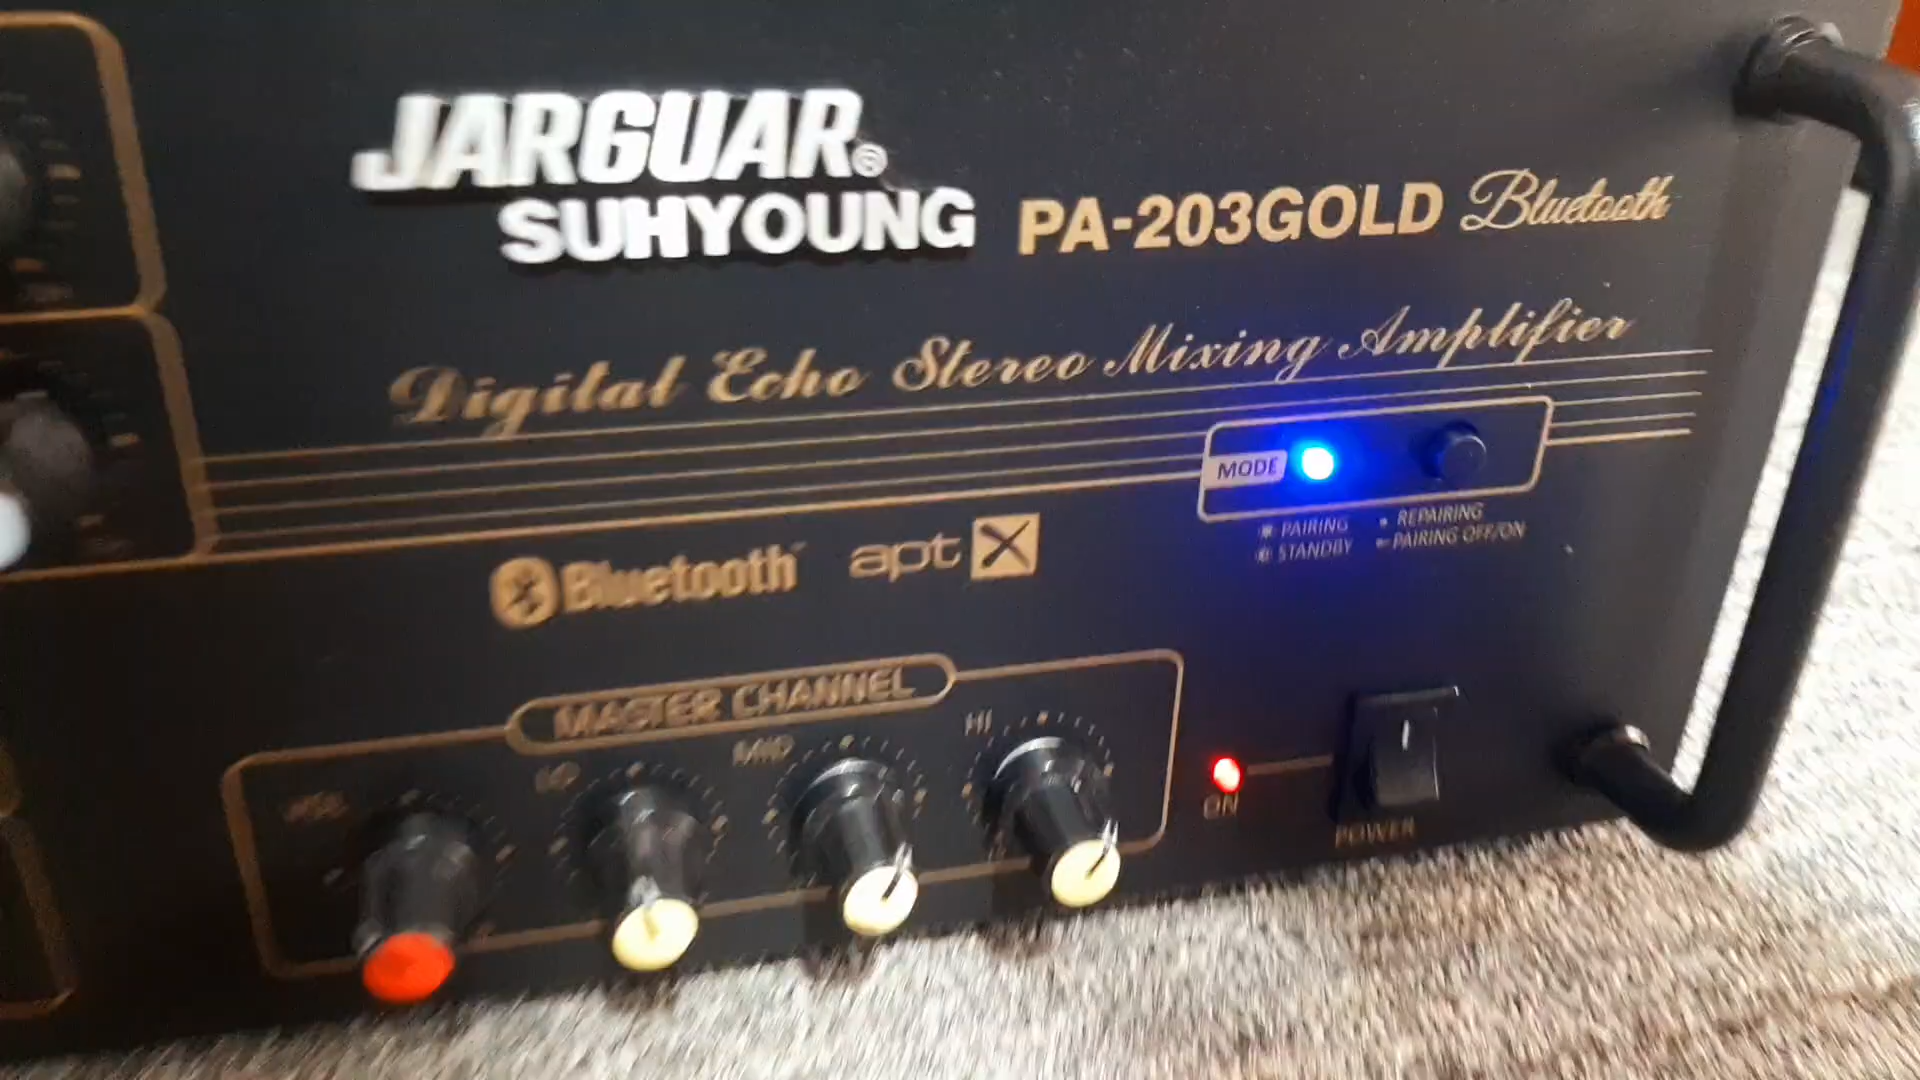 JARGUAR®
SUHYOUNG
PA-203GOLD Bluetooth
Digital Echo Stereo Mixing Amplifier
MODE
PAIRING
STANDBY
REPAIRING
PAIRING OFF/ON
Bluetooth
aptX
MASTER CHANNEL
VOL
LO
MID
HI
ON
POWER